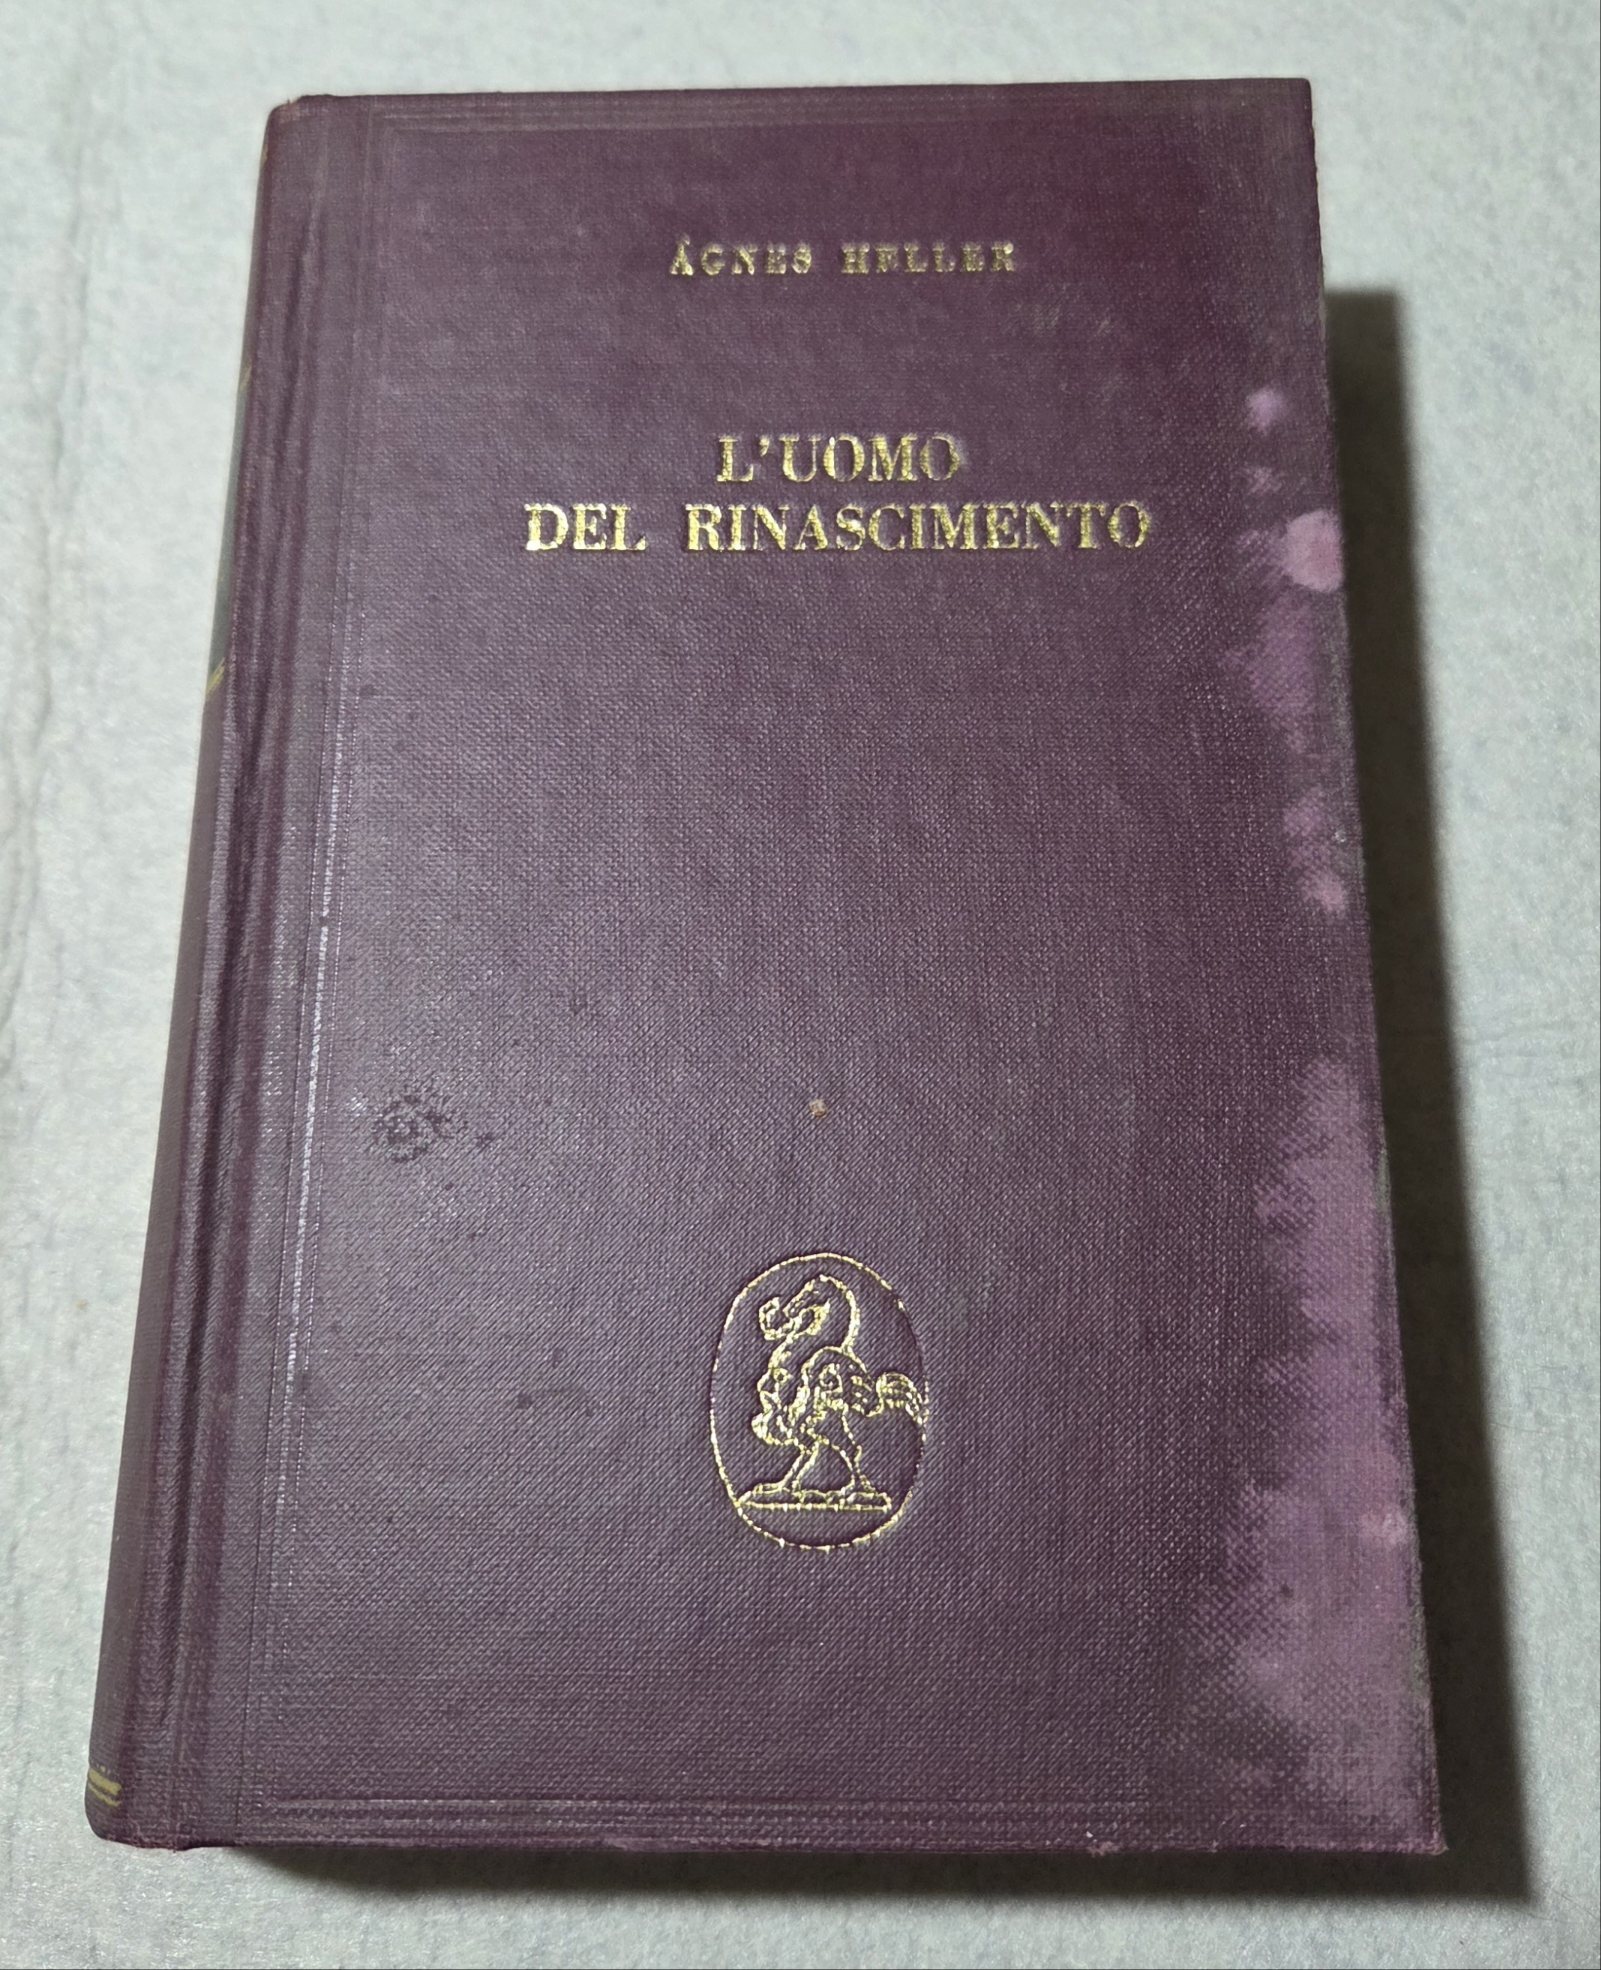 ÁGNES HELLER
L'UOMO
DEL RINASCIMENTO